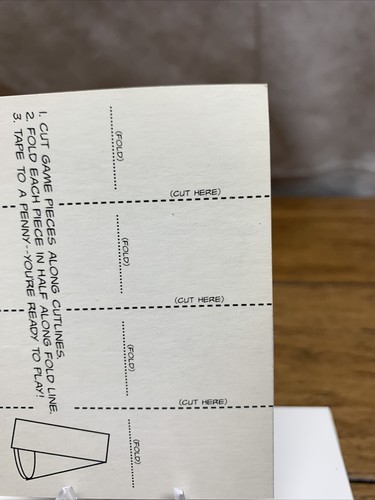 1. CUT GAME PIECES ALONG CUTLINES.
2. FOLD EACH PIECE IN HALF ALONG FOLD LINE.
3. TAPE TO A PENNY--YOU'RE READY TO PLAY!
(FOLD)
(CUT HERE)
(FOLD)
(CUT HERE)
(FOLD)
(CUT HERE)
(FOLD)